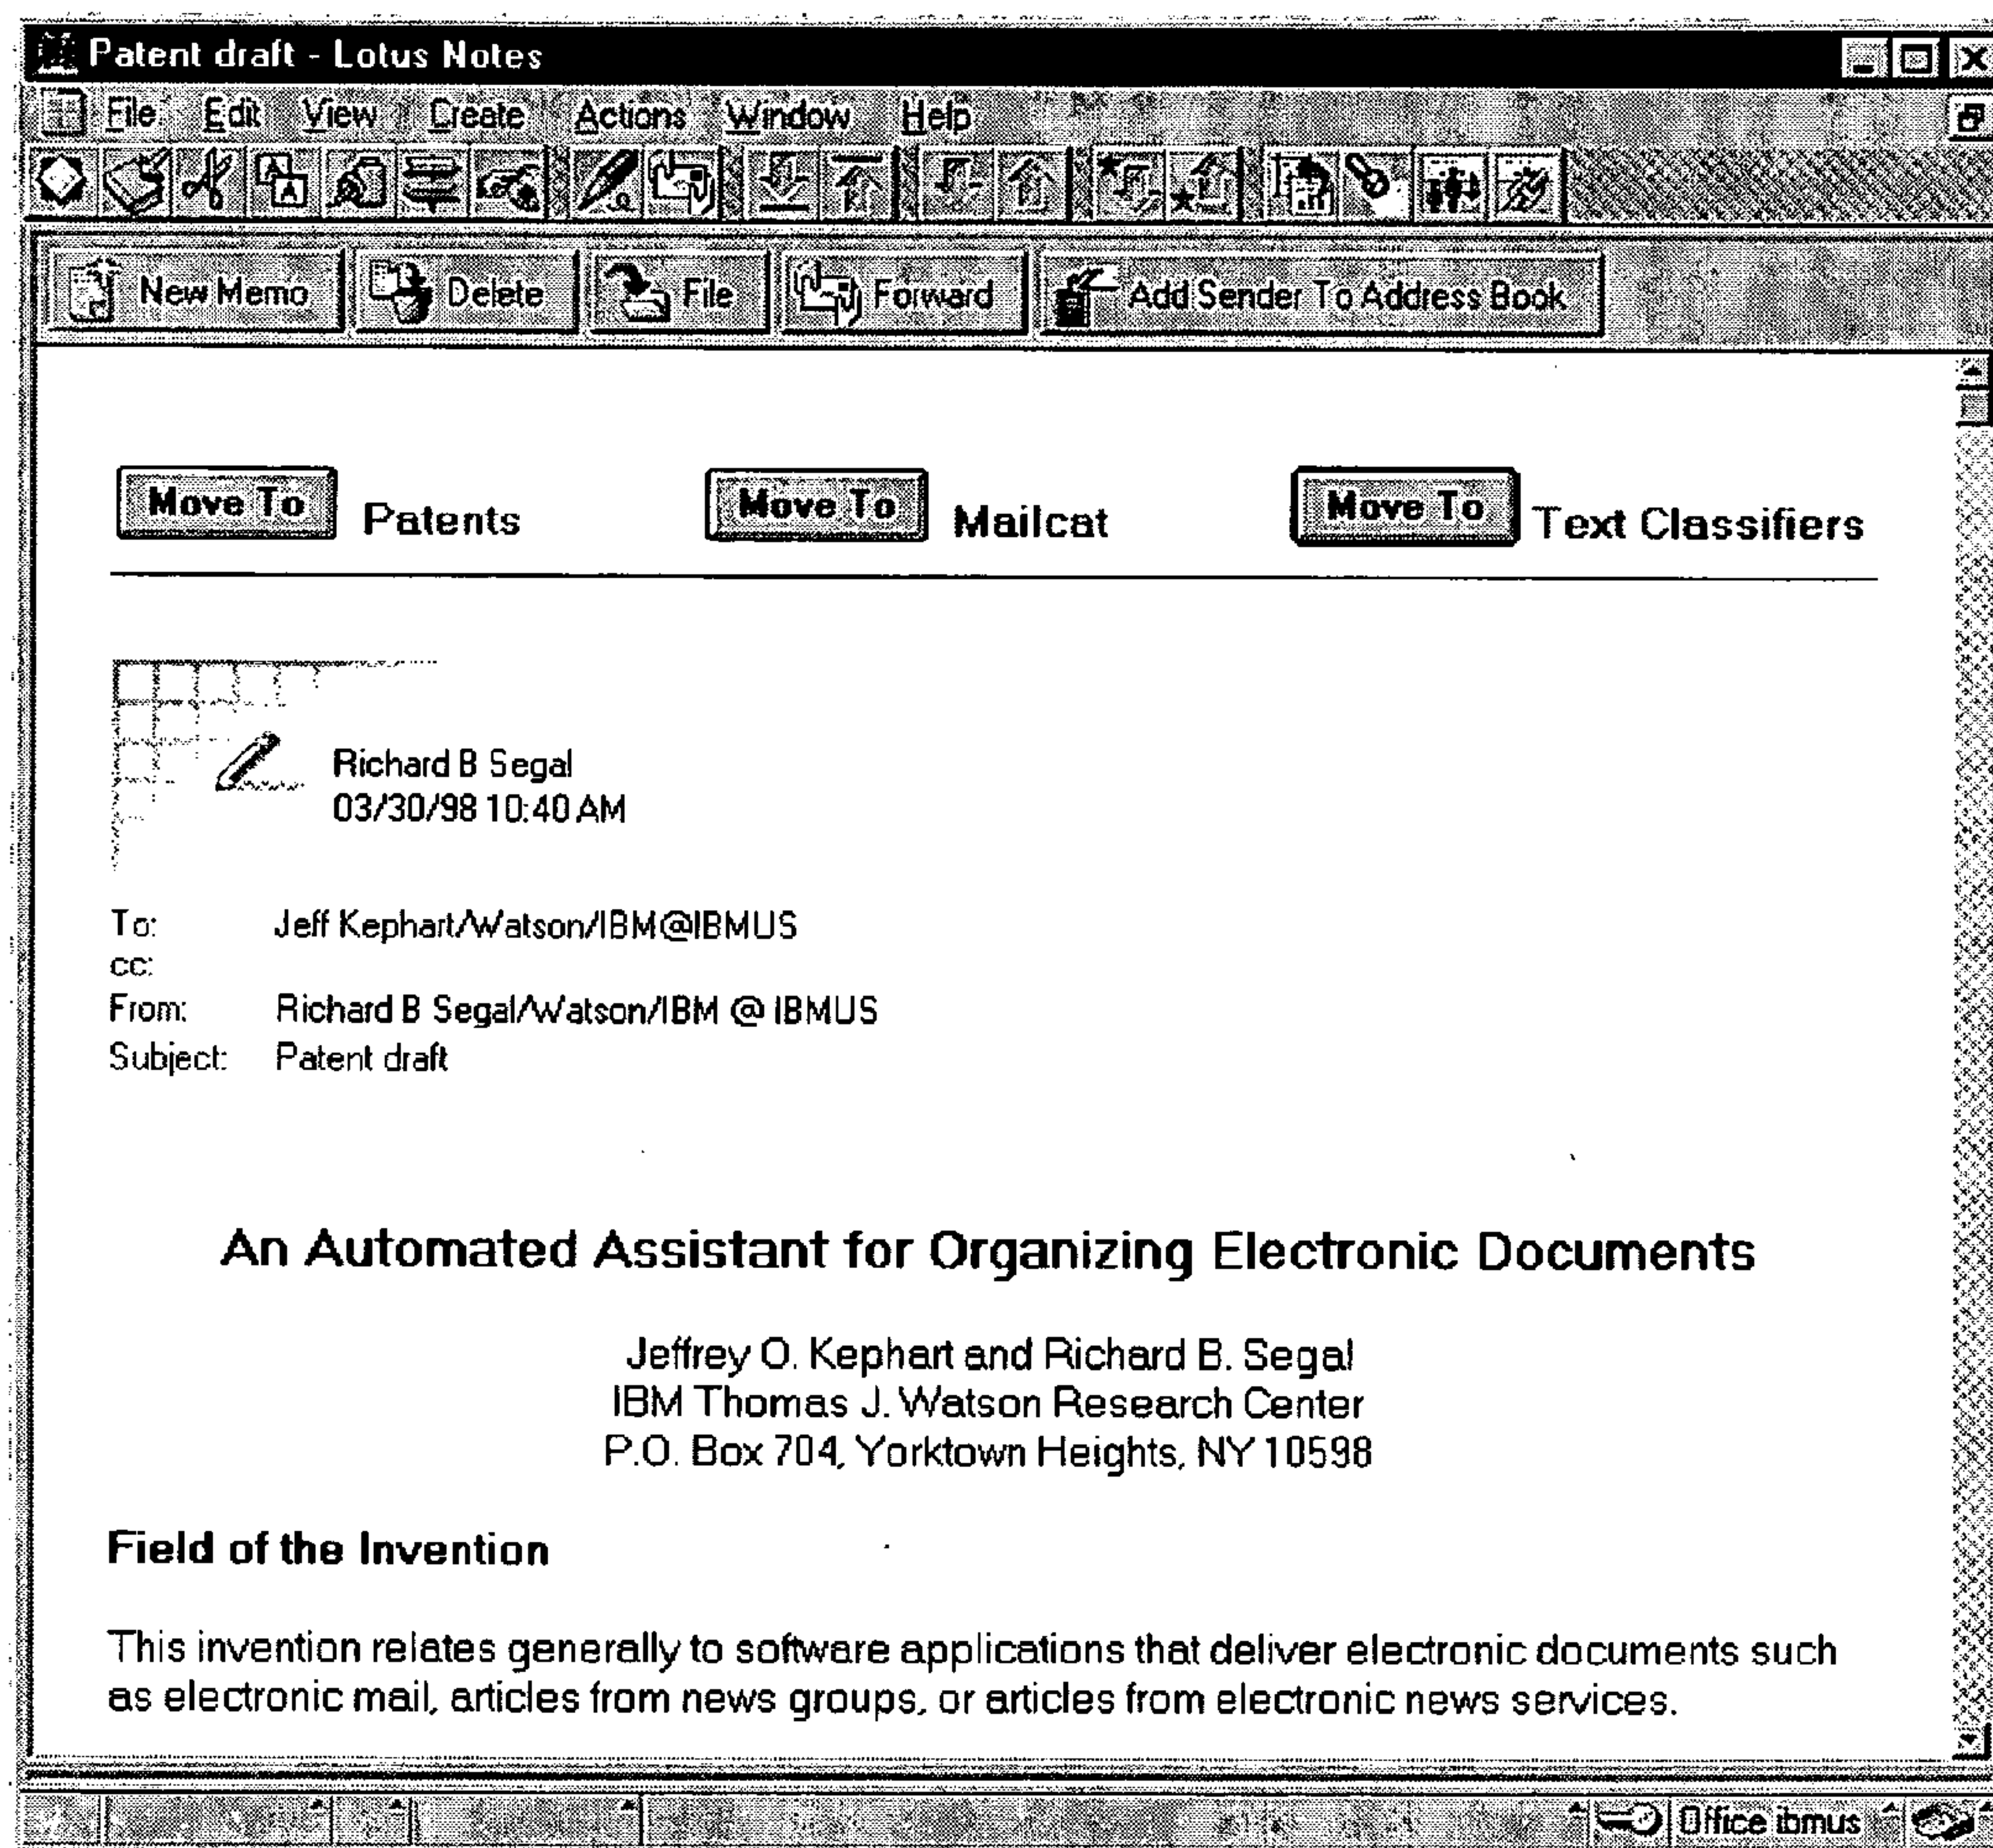 Patent draft - Lotus Notes
File Edit View Create Actions Window Help
New Memo Delete File Forward Add Sender To Address Book
Move To Patents Move To Mailcat Move To Text Classifiers
Richard B Segal
03/30/98 10:40 AM
To: Jeff Kephart/Watson/IBM@IBMUS
cc:
From: Richard B Segal/Watson/IBM @ IBMUS
Subject: Patent draft
An Automated Assistant for Organizing Electronic Documents
Jeffrey O. Kephart and Richard B. Segal
IBM Thomas J. Watson Research Center
P.O. Box 704, Yorktown Heights, NY 10598
Field of the Invention
This invention relates generally to software applications that deliver electronic documents such
as electronic mail, articles from news groups, or articles from electronic news services.
Office ibmus